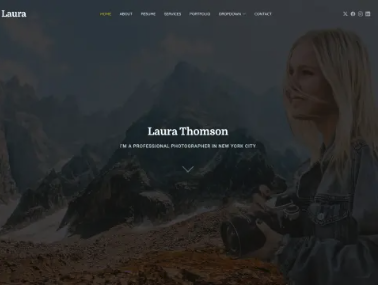 Laura
HOME ABOUT RESUME SERVICES PORTFOLIO DROPDOWN CONTACT
Laura Thomson
I'M A PROFESSIONAL PHOTOGRAPHER IN NEW YORK CITY